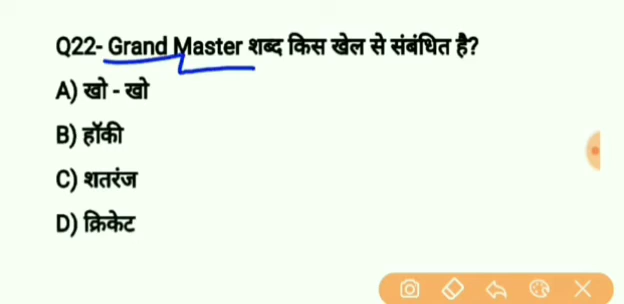 Q22- Grand Master शब्द किस खेल से संबंधित है?
A) खो - खो
B) हॉकी
C) शतरंज
D) क्रिकेट